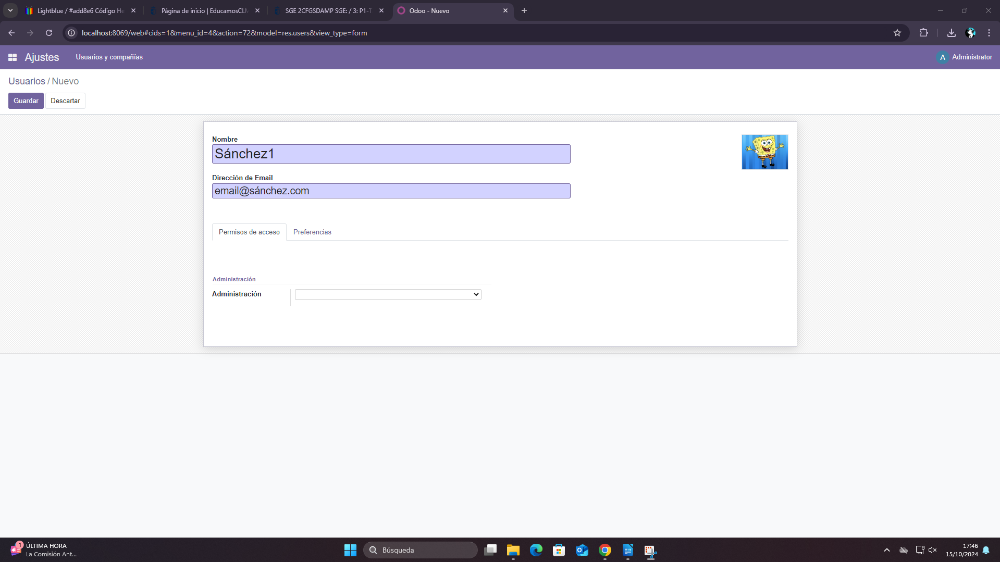 Lightblue / #add8e6 Código He
Página de inicio | EducamosCLM
SGE 2CFGSDAMP SGE: / 3: P1-T
Odoo - Nuevo
localhost:8069/web#cids=1&menu_id=4&action=72&model=res.users&view_type=form
Ajustes
Usuarios y compañías
A Administrator
Usuarios / Nuevo
Guardar
Descartar
Nombre
Sánchez1
Dirección de Email
email@sánchez.com
Permisos de acceso
Preferencias
Administración
Administración
1
ÚLTIMA HORA
La Comisión Ant...
Búsqueda
17:46
15/10/2024